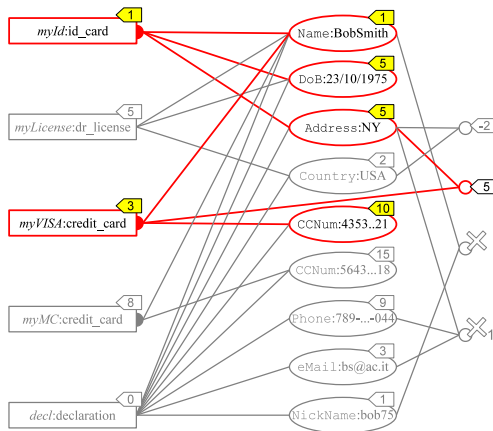 1
1
myId:id_card
Name:BobSmith
5
DoB:23/10/1975
5
5
myLicense:dr_license
Address:NY
-2
2
Country:USA
5
3
10
myVISA:credit_card
CCNum:4353..21
15
CCNum:5643...18
8
9
myMC:credit_card
Phone:789-...-044
1
3
eMail:bs@ac.it
0
1
decl:declaration
NickName:bob75